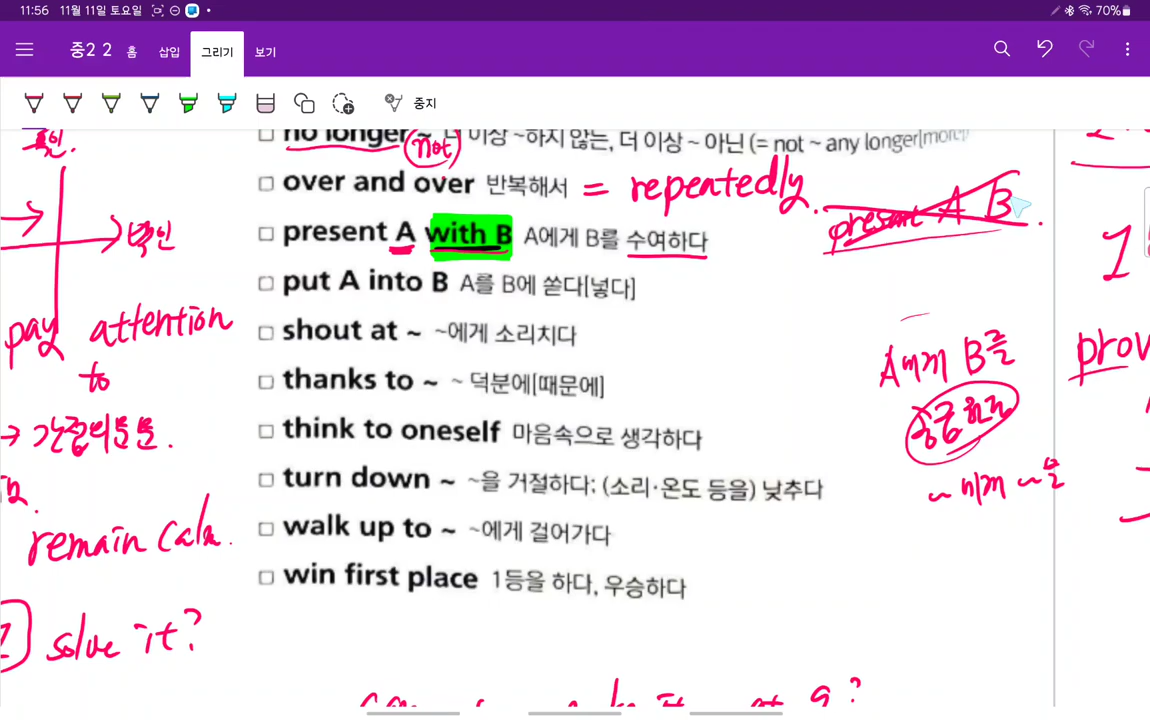 11:56 11월 11일 토요일 70%
중2 2 홈 삽입 그리기 보기
중지
no longer ~ 더 이상 ~하지 않는, 더 이상 ~ 아닌 (= not ~ any longer[more])
not
over and over 반복해서 = repeatedly.
present A B.
present A with B A에게 B를 수여하다
put A into B A를 B에 쏟다[넣다]
pay attention
to
shout at ~ ~에게 소리치다
A에게 B를
prov
thanks to ~ ~ 덕분에[때문에]
→ 간접의문문.
think to oneself 마음속으로 생각하다
turn down ~ ~을 거절하다; (소리·온도 등을) 낮추다
~에게 ~을
remain calm.
walk up to ~ ~에게 걸어가다
win first place 1등을 하다, 우승하다
solve it?